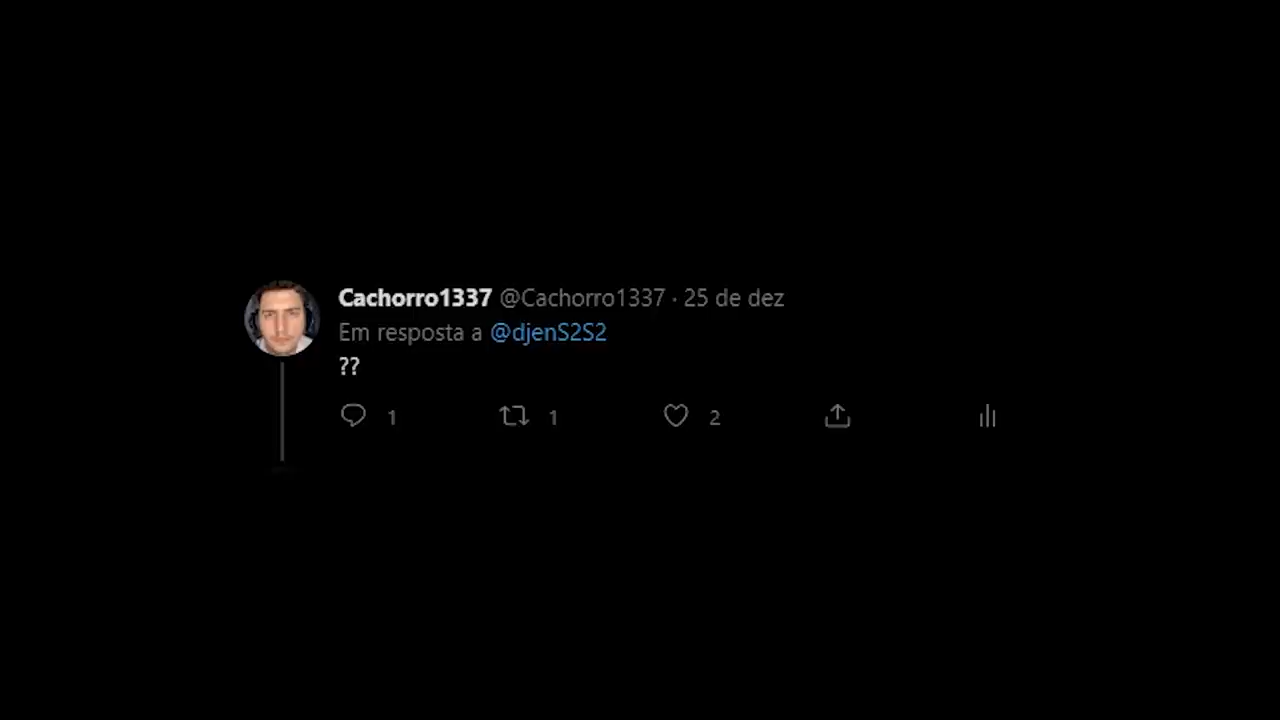 Cachorro1337 @Cachorro1337 · 25 de dez
Em resposta a @djenS2S2
??
1 1 2